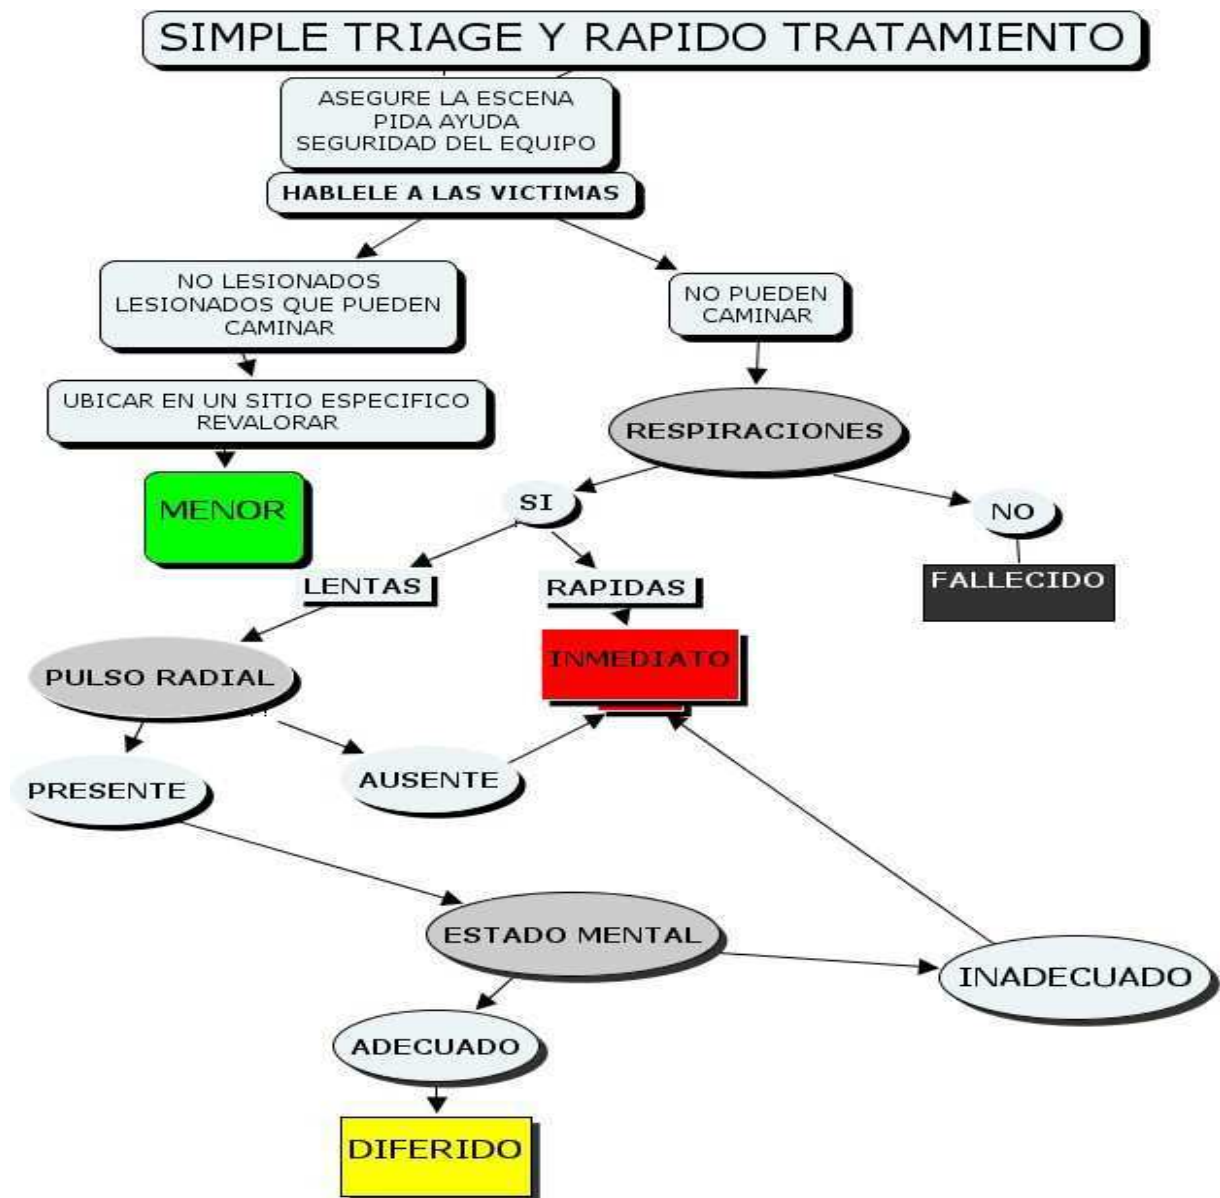 SIMPLE TRIAGE Y RAPIDO TRATAMIENTO
ASEGURE LA ESCENA
PIDA AYUDA
SEGURIDAD DEL EQUIPO
HABLELE A LAS VICTIMAS
NO LESIONADOS
LESIONADOS QUE PUEDEN
CAMINAR
NO PUEDEN
CAMINAR
UBICAR EN UN SITIO ESPECIFICO
REVALORAR
RESPIRACIONES
MENOR
SI
NO
LENTAS
RAPIDAS
FALLECIDO
INMEDIATO
PULSO RADIAL
PRESENTE
AUSENTE
ESTADO MENTAL
INADECUADO
ADECUADO
DIFERIDO